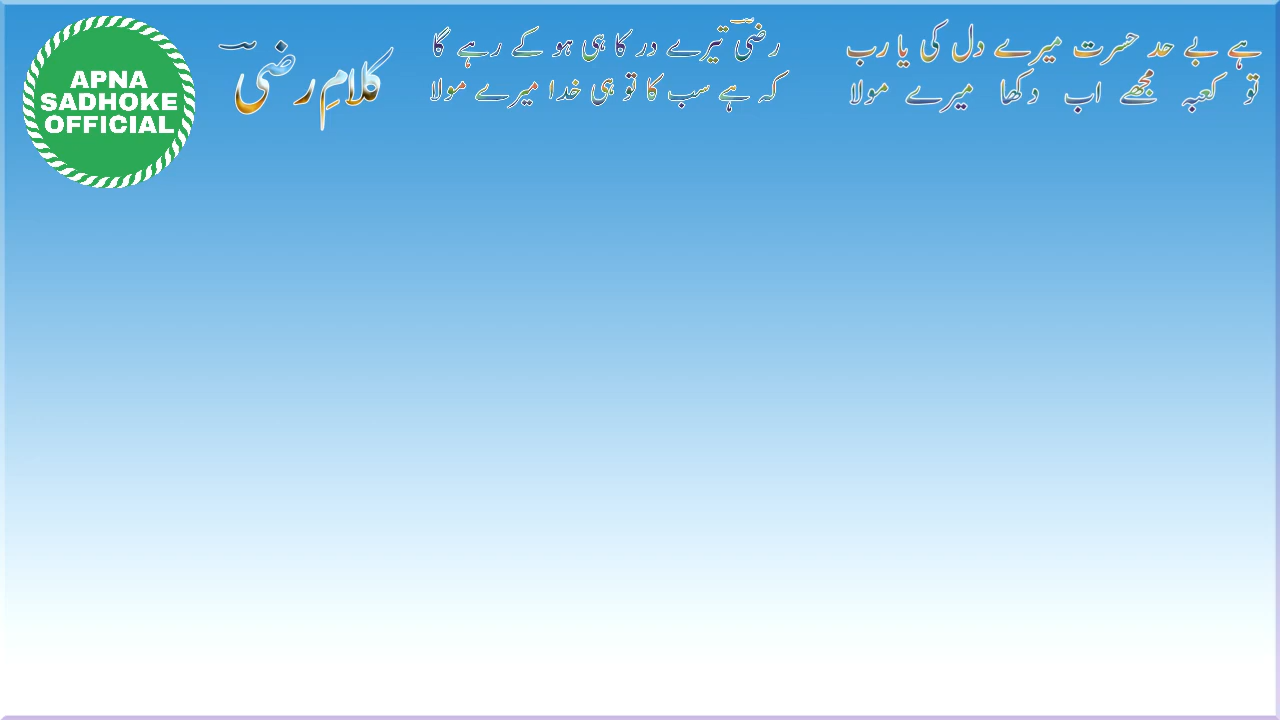 ہے بے حد حسرت میرے دل کی یا رب
تو کعبہ مجھے اب دکھا میرے مولا
رضیؔ تیرے در کا ہی ہو کے رہے گا
کہ ہے سب کا تو ہی خدا میرے مولا
کلامِ رضیؔ
APNA
SADHOKE
OFFICIAL